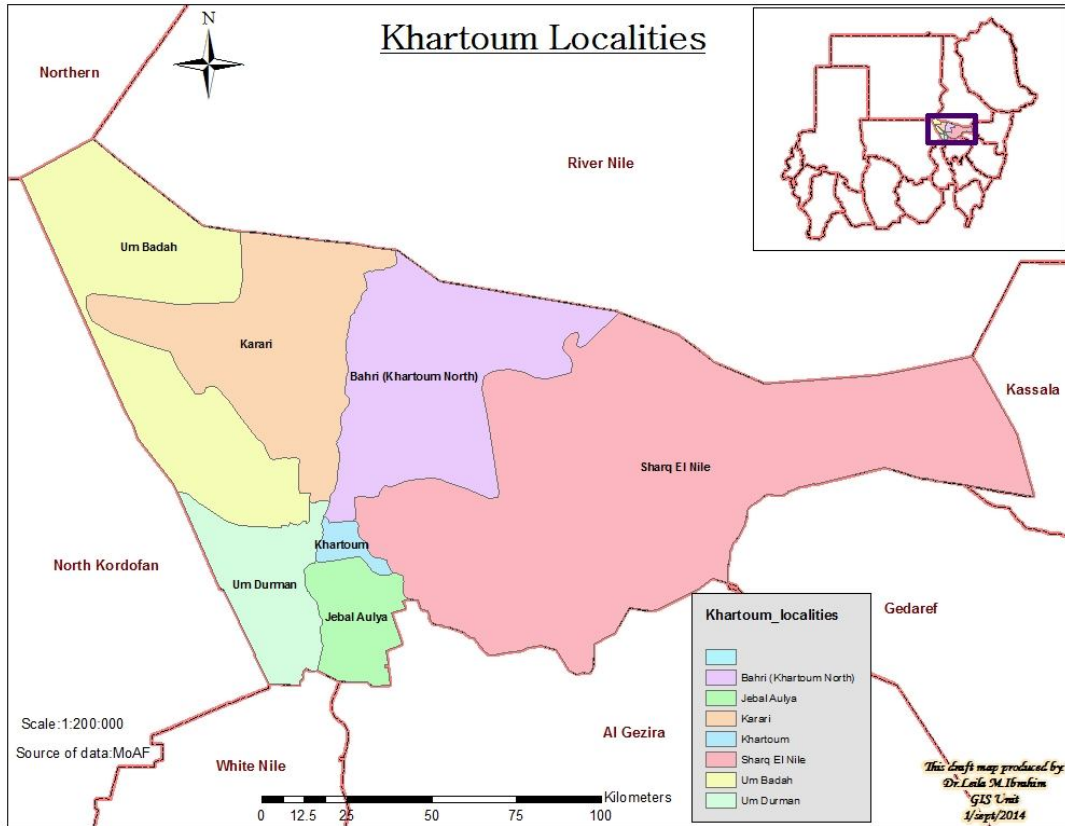 Khartoum Localities
N
Northern
River Nile
Um Badah
Karari
Bahri (Khartoum North)
Kassala
Sharq El Nile
North Kordofan
Khartoum
Um Durman
Jebal Aulya
Gedaref
Al Gezira
White Nile
Scale:1:200:000
Source of data:MoAF
Khartoum_localities
Bahri (Khartoum North)
Jebal Aulya
Karari
Khartoum
Sharq El Nile
Um Badah
Um Durman
Kilometers
0 12.5 25 50 75 100
This draft map produced by:
Dr.Leila M.Ibrahim
GIS Unit
1/sept/2014